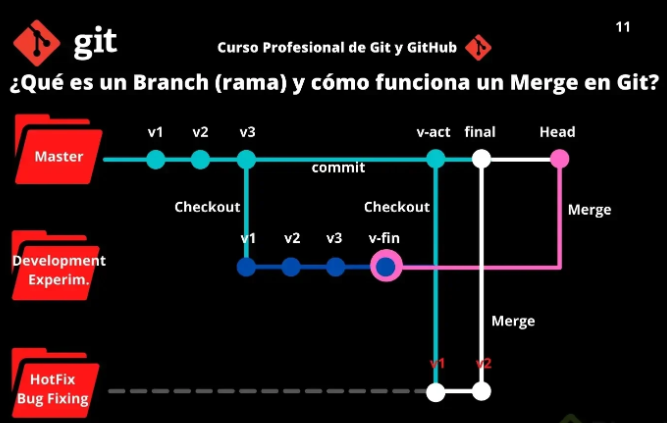 11
git
Curso Profesional de Git y GitHub
¿Qué es un Branch (rama) y cómo funciona un Merge en Git?
v1 v2 v3 v-act final Head
Master
commit
Checkout Checkout Merge
v1 v2 v3 v-fin
Development
Experim.
Merge
v1 v2
HotFix
Bug Fixing